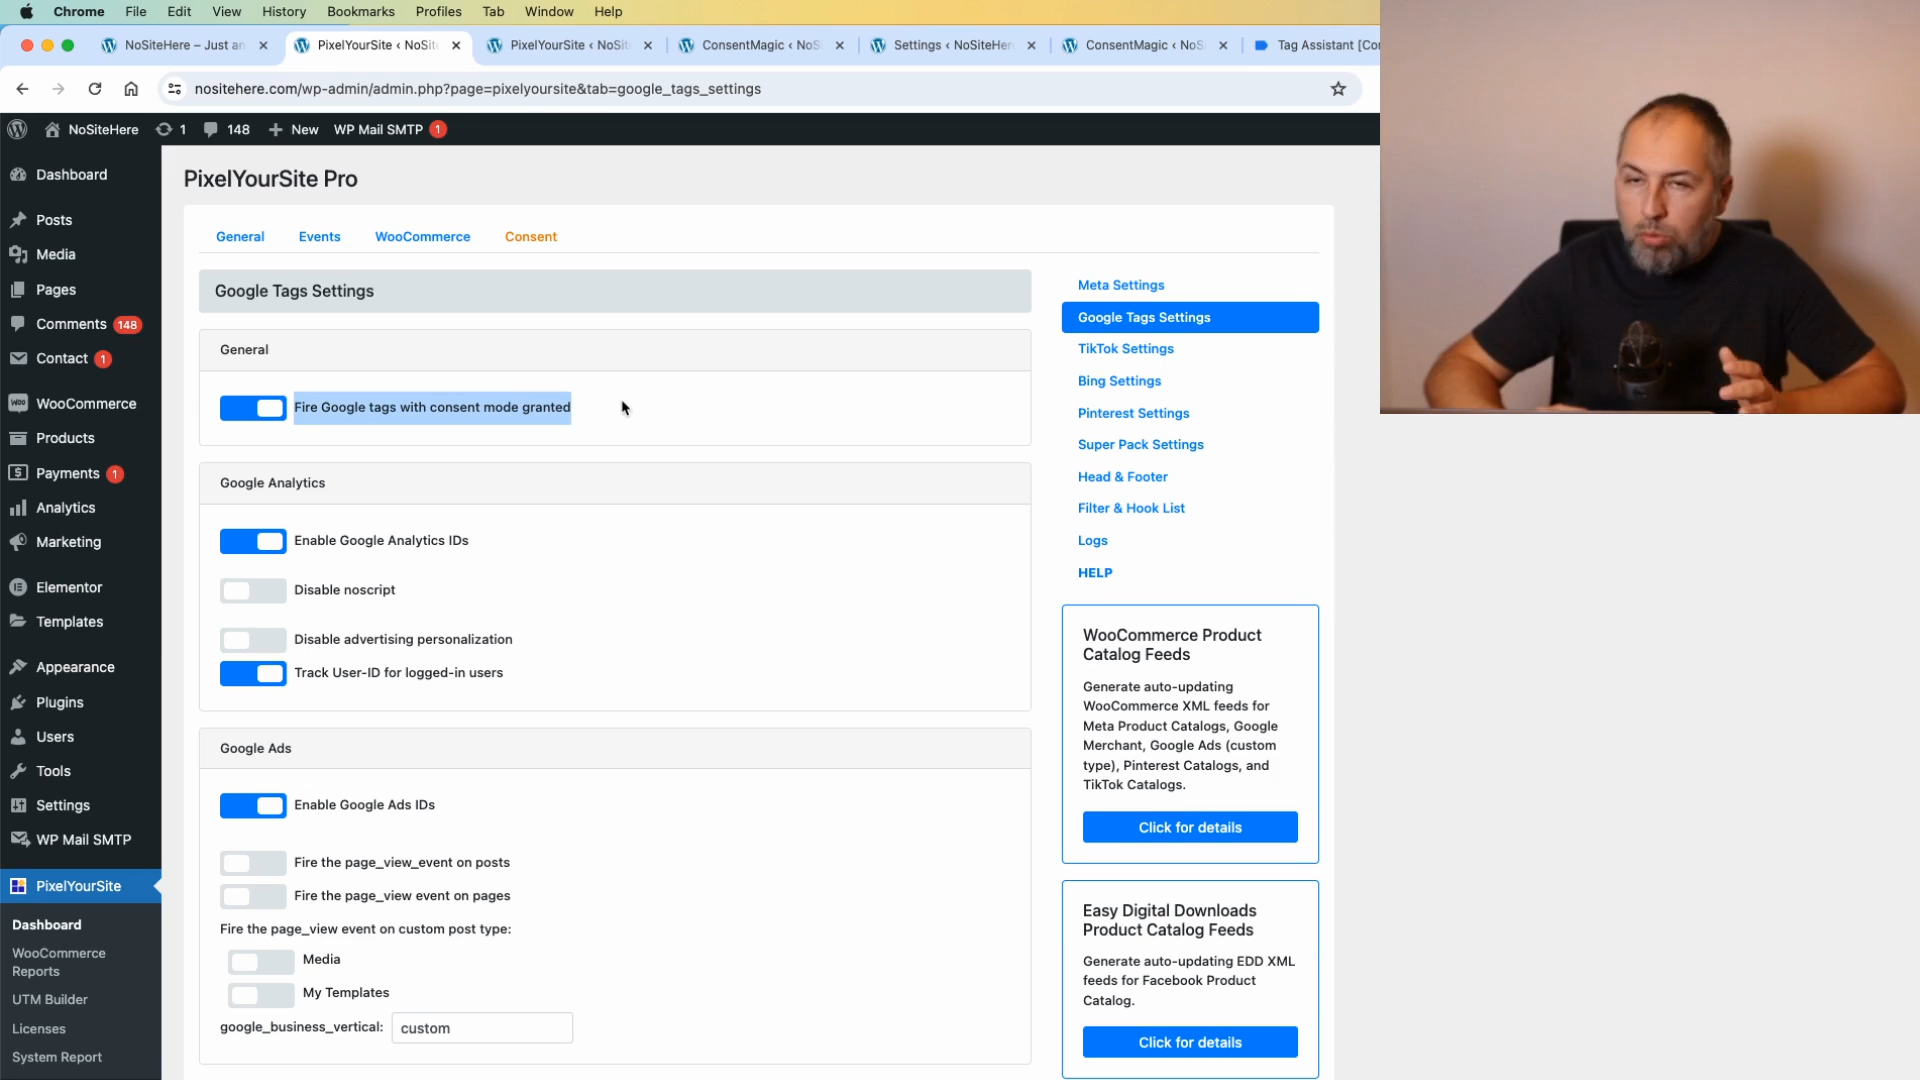 Chrome File Edit View History Bookmarks Profiles Tab Window Help
NoSiteHere – Just an
PixelYourSite ‹ NoSit
PixelYourSite ‹ NoSit
ConsentMagic ‹ NoS
Settings ‹ NoSiteHer
ConsentMagic ‹ NoS
Tag Assistant [Co
nositehere.com/wp-admin/admin.php?page=pixelyoursite&tab=google_tags_settings
NoSiteHere 1 148 New WP Mail SMTP 1
Dashboard
Posts
Media
Pages
Comments 148
Contact 1
WooCommerce
Products
Payments 1
Analytics
Marketing
Elementor
Templates
Appearance
Plugins
Users
Tools
Settings
WP Mail SMTP
PixelYourSite
Dashboard
WooCommerce
Reports
UTM Builder
Licenses
System Report
PixelYourSite Pro
General Events WooCommerce Consent
Google Tags Settings
General
Fire Google tags with consent mode granted
Google Analytics
Enable Google Analytics IDs
Disable noscript
Disable advertising personalization
Track User-ID for logged-in users
Google Ads
Enable Google Ads IDs
Fire the page_view_event on posts
Fire the page_view event on pages
Fire the page_view event on custom post type:
Media
My Templates
google_business_vertical: custom
Meta Settings
Google Tags Settings
TikTok Settings
Bing Settings
Pinterest Settings
Super Pack Settings
Head & Footer
Filter & Hook List
Logs
HELP
WooCommerce Product
Catalog Feeds
Generate auto-updating
WooCommerce XML feeds for
Meta Product Catalogs, Google
Merchant, Google Ads (custom
type), Pinterest Catalogs, and
TikTok Catalogs.
Click for details
Easy Digital Downloads
Product Catalog Feeds
Generate auto-updating EDD XML
feeds for Facebook Product
Catalog.
Click for details